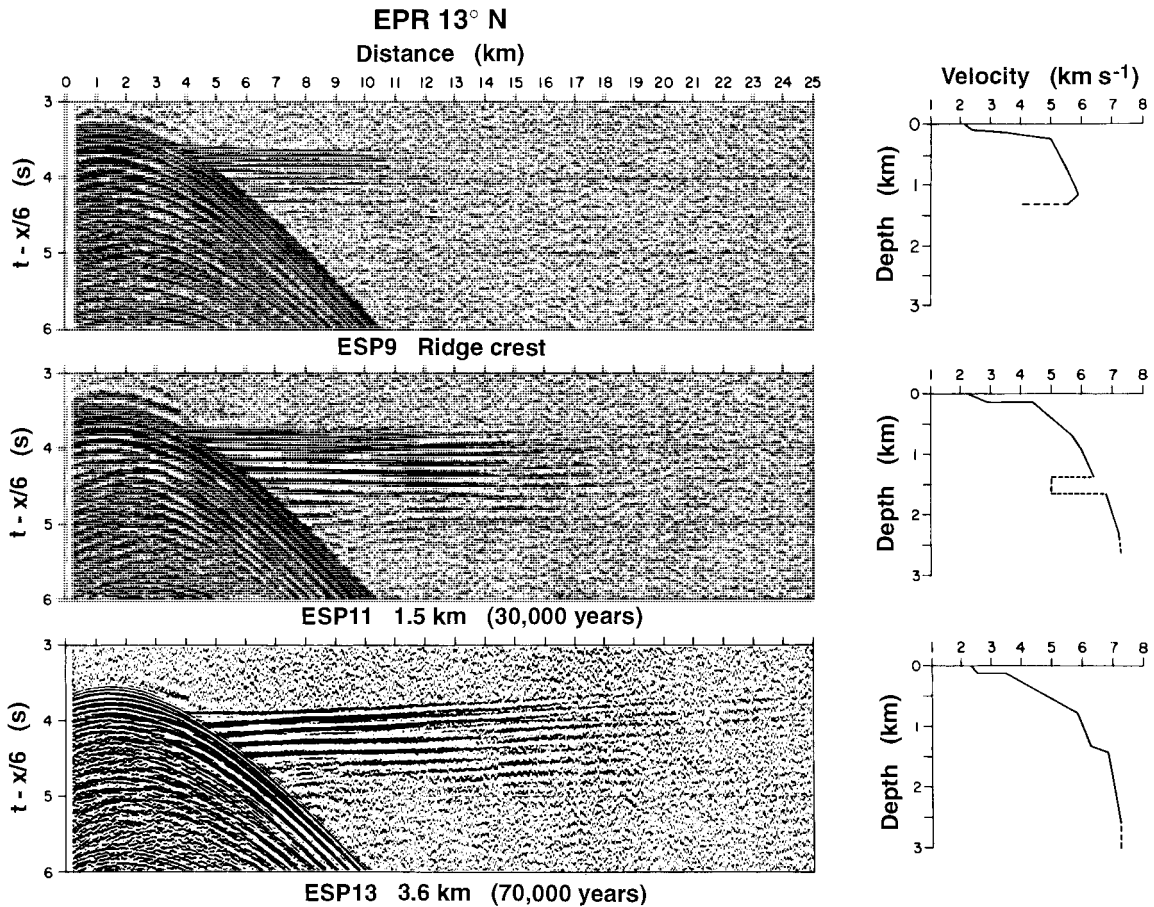 EPR 13° N
Distance (km)
0 1 2 3 4 5 6 7 8 9 10 11 12 13 14 15 16 17 18 19 20 21 22 23 24 25
t - x/6 (s)
3
4
5
6
ESP9 Ridge crest
Velocity (km s-1)
1 2 3 4 5 6 7 8
Depth (km)
0
1
2
3
t - x/6 (s)
3
4
5
6
ESP11 1.5 km (30,000 years)
1 2 3 4 5 6 7 8
Depth (km)
0
1
2
3
t - x/6 (s)
3
4
5
6
ESP13 3.6 km (70,000 years)
1 2 3 4 5 6 7 8
Depth (km)
0
1
2
3